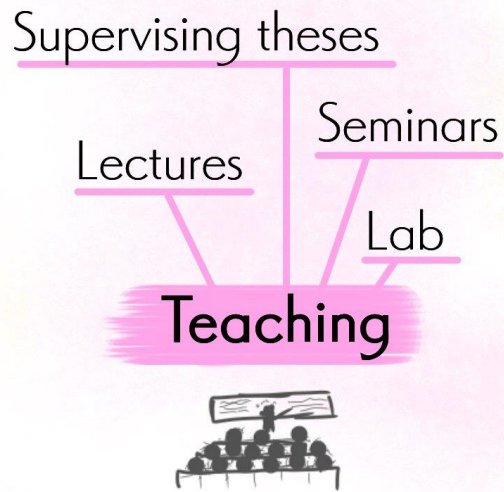 Supervising theses
Seminars
Lectures
Lab
Teaching